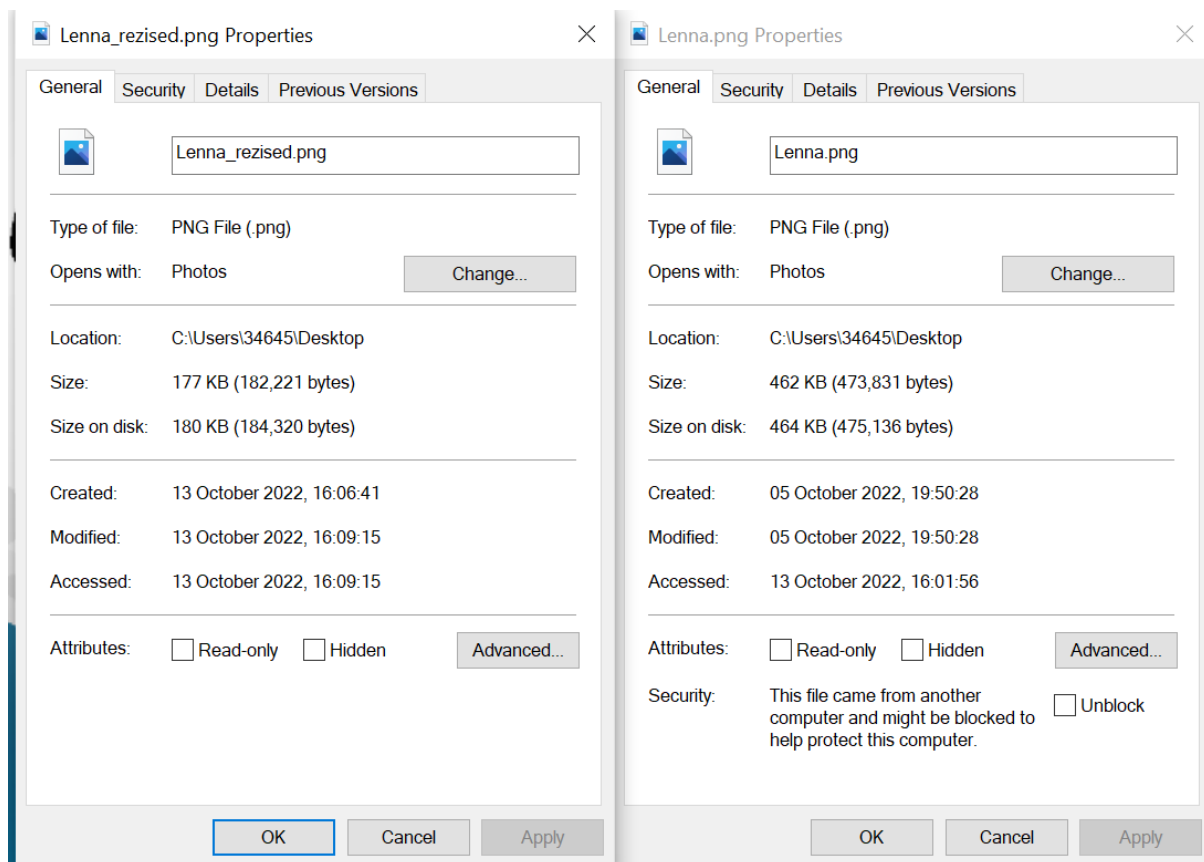 Lenna_rezised.png Properties
General Security Details Previous Versions
Lenna_rezised.png
Type of file: PNG File (.png)
Opens with: Photos Change...
Location: C:\Users\34645\Desktop
Size: 177 KB (182,221 bytes)
Size on disk: 180 KB (184,320 bytes)
Created: 13 October 2022, 16:06:41
Modified: 13 October 2022, 16:09:15
Accessed: 13 October 2022, 16:09:15
Attributes: Read-only Hidden Advanced...
OK Cancel Apply
Lenna.png Properties
General Security Details Previous Versions
Lenna.png
Type of file: PNG File (.png)
Opens with: Photos Change...
Location: C:\Users\34645\Desktop
Size: 462 KB (473,831 bytes)
Size on disk: 464 KB (475,136 bytes)
Created: 05 October 2022, 19:50:28
Modified: 05 October 2022, 19:50:28
Accessed: 13 October 2022, 16:01:56
Attributes: Read-only Hidden Advanced...
Security: This file came from another
computer and might be blocked to
help protect this computer.
Unblock
OK Cancel Apply